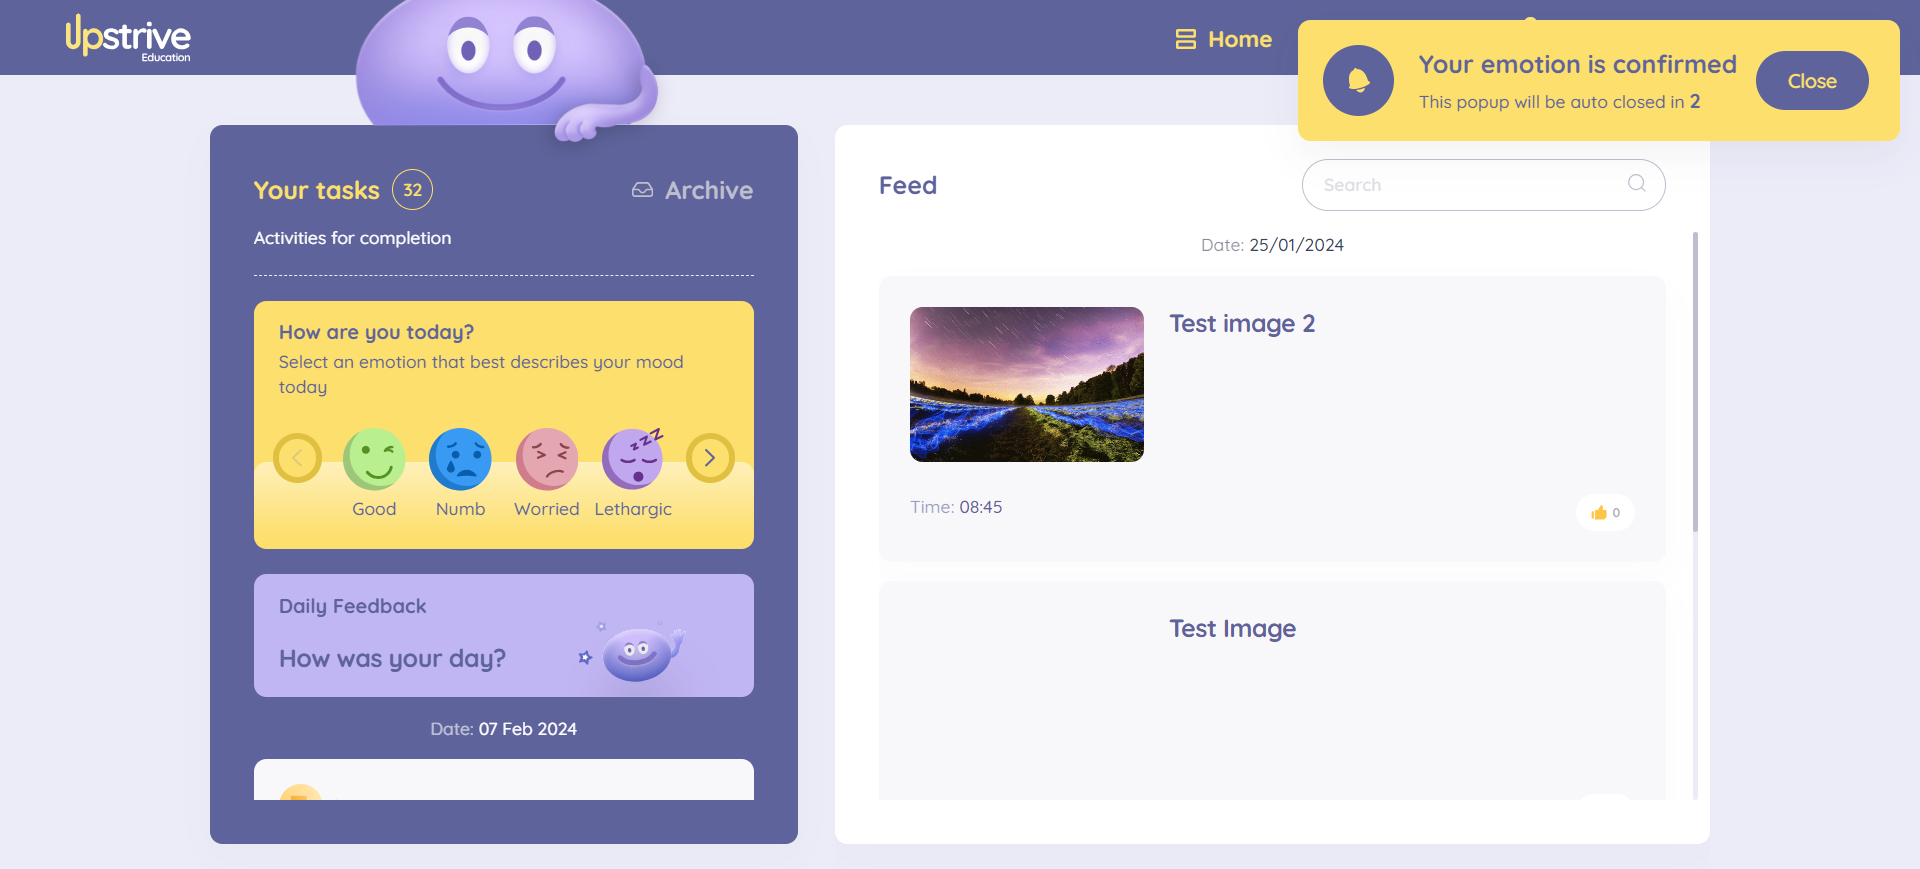 Upstrive
Education
Home
Your emotion is confirmed
This popup will be auto closed in 2
Close
Your tasks 32
Archive
Activities for completion
How are you today?
Select an emotion that best describes your mood
today
Good Numb Worried Lethargic
Daily Feedback
How was your day?
Date: 07 Feb 2024
Feed
Search
Date: 25/01/2024
Test image 2
Time: 08:45
0
Test Image